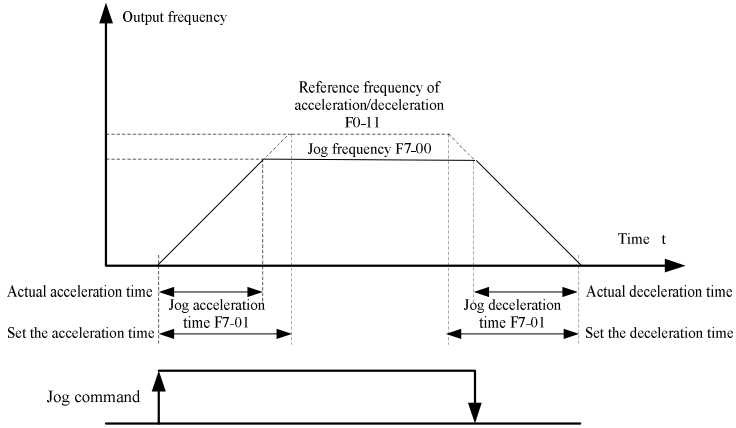 Output frequency
Reference frequency of
acceleration/deceleration
F0-11
Jog frequency F7-00
Time t
Actual acceleration time
Jog acceleration
time F7-01
Set the acceleration time
Jog deceleration
time F7-01
Actual deceleration time
Set the deceleration time
Jog command